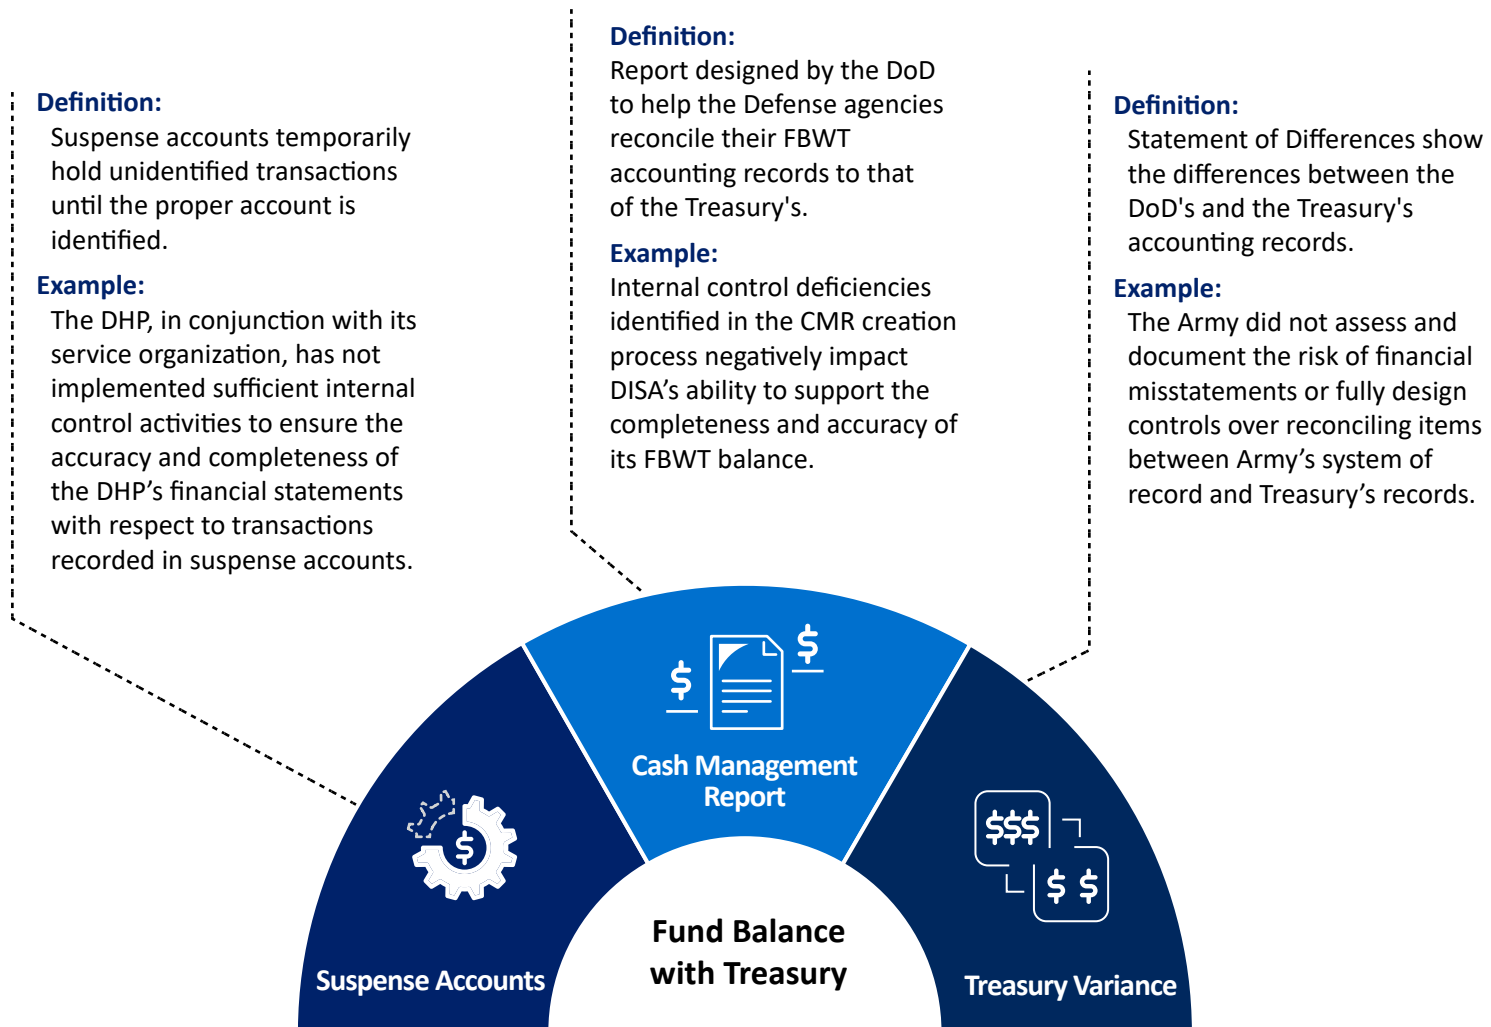 Definition:
Suspense accounts temporarily
hold unidentified transactions
until the proper account is
identified.
Example:
The DHP, in conjunction with its
service organization, has not
implemented sufficient internal
control activities to ensure the
accuracy and completeness of
the DHP’s financial statements
with respect to transactions
recorded in suspense accounts.
Definition:
Report designed by the DoD
to help the Defense agencies
reconcile their FBWT
accounting records to that
of the Treasury's.
Example:
Internal control deficiencies
identified in the CMR creation
process negatively impact
DISA’s ability to support the
completeness and accuracy of
its FBWT balance.
Definition:
Statement of Differences show
the differences between the
DoD's and the Treasury's
accounting records.
Example:
The Army did not assess and
document the risk of financial
misstatements or fully design
controls over reconciling items
between Army’s system of
record and Treasury’s records.
$
$
Cash Management
Report
$
Suspense Accounts
$$$
$ $
Treasury Variance
Fund Balance
with Treasury